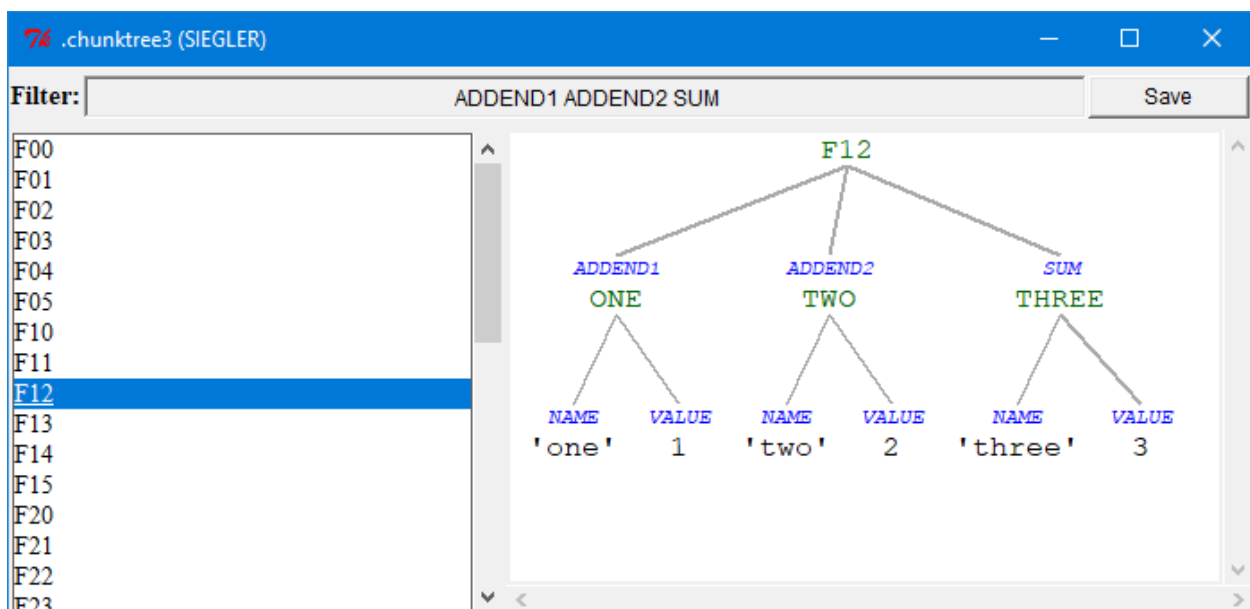 .chunktree3 (SIEGLER)
Filter: ADDEND1 ADDEND2 SUM Save
F00
F01
F02
F03
F04
F05
F10
F11
F12
F13
F14
F15
F20
F21
F22
F23
F12
ADDEND1 ADDEND2 SUM
ONE TWO THREE
NAME VALUE NAME VALUE NAME VALUE
'one' 1 'two' 2 'three' 3